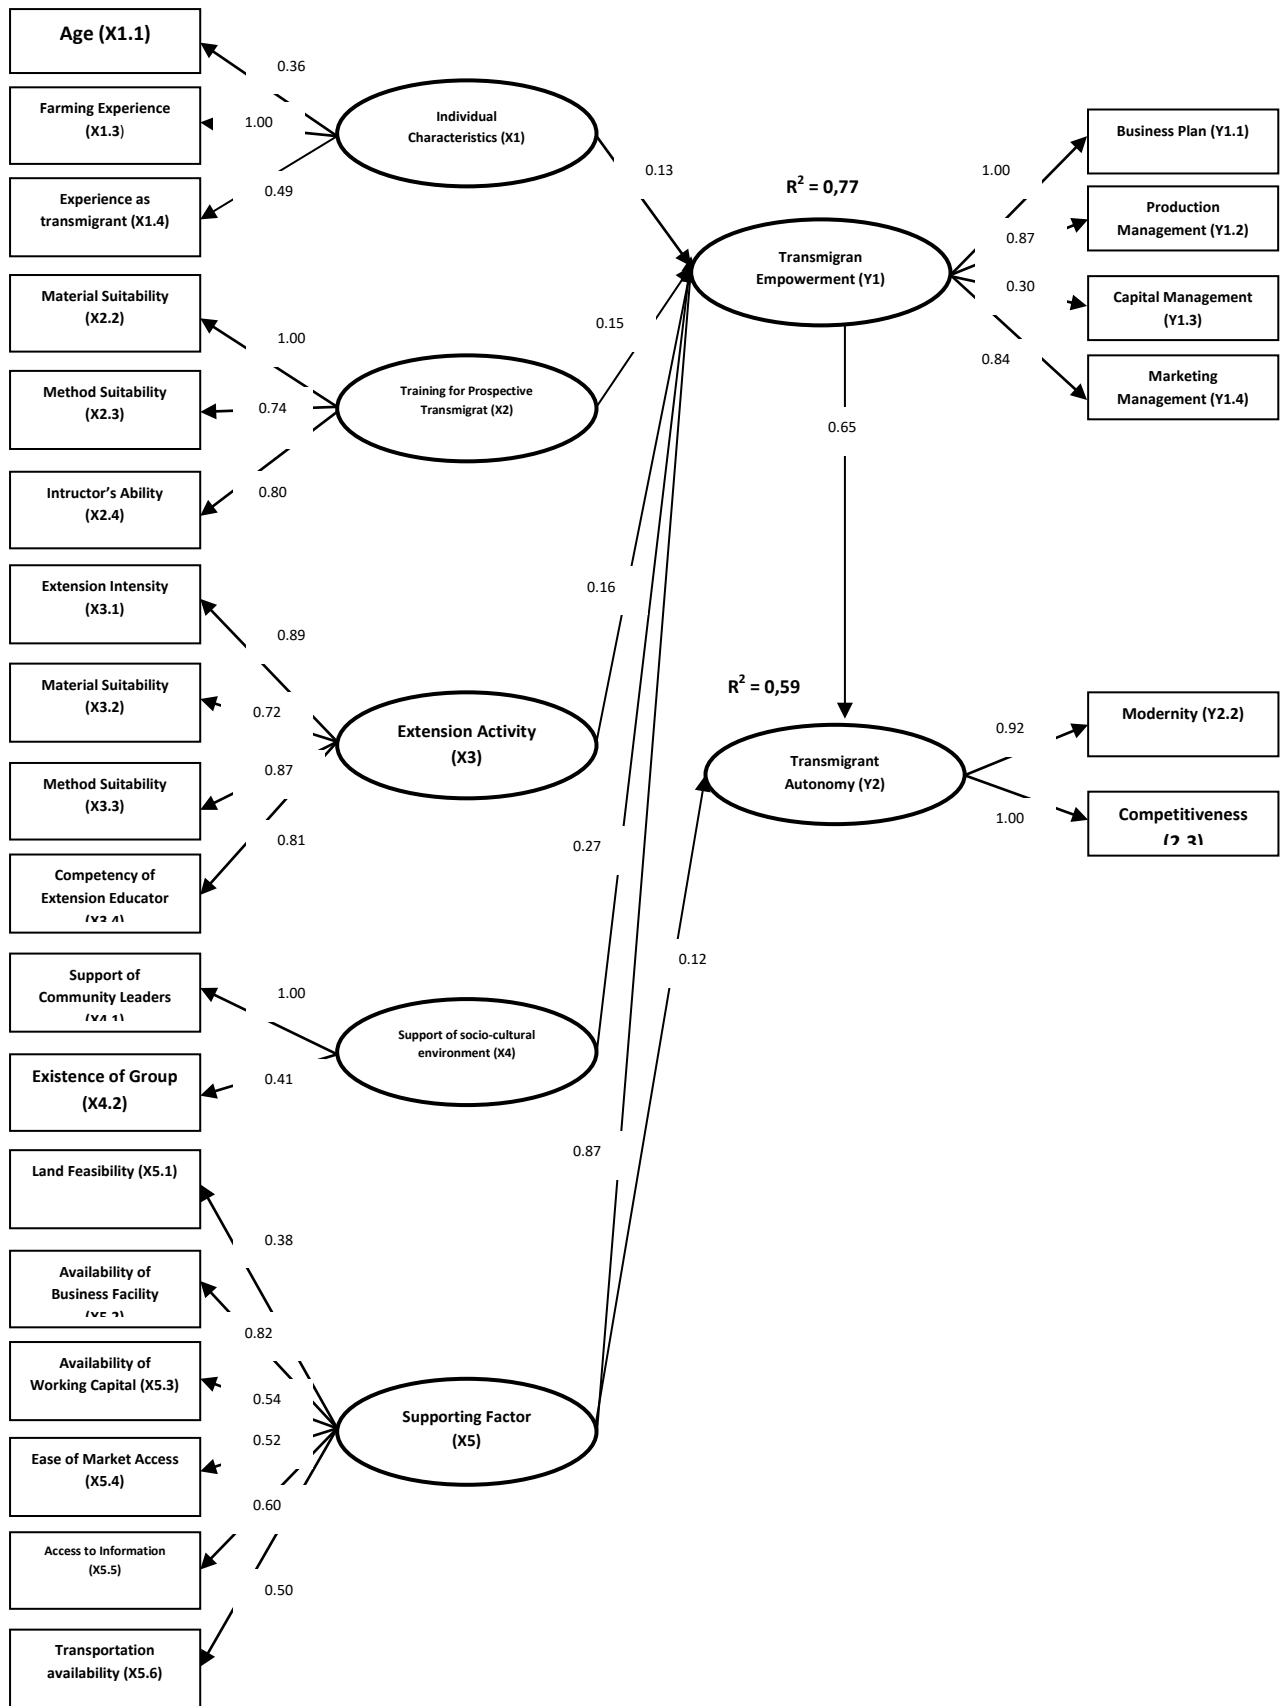 Age (X1.1)
0.36
Farming Experience
(X1.3)
1.00
Experience as
transmigrant (X1.4)
0.49
Individual
Characteristics (X1)
0.13
Material Suitability
(X2.2)
1.00
Method Suitability
(X2.3)
0.74
Intructor’s Ability
(X2.4)
0.80
Training for Prospective
Transmigrat (X2)
0.15
Extension Intensity
(X3.1)
0.89
Material Suitability
(X3.2)
0.72
Method Suitability
(X3.3)
0.87
Competency of
Extension Educator
(X3.4)
0.81
Extension Activity
(X3)
0.16
Support of
Community Leaders
(X4.1)
1.00
Existence of Group
(X4.2)
0.41
Support of socio-cultural
environment (X4)
0.27
Land Feasibility (X5.1)
0.38
Availability of
Business Facility
(X5.2)
0.82
Availability of
Working Capital (X5.3)
0.54
Ease of Market Access
(X5.4)
0.52
Access to Information
(X5.5)
0.60
Transportation
availability (X5.6)
0.50
Supporting Factor
(X5)
0.87
0.12
R² = 0,77
Transmigran
Empowerment (Y1)
1.00
Business Plan (Y1.1)
0.87
Production
Management (Y1.2)
0.30
Capital Management
(Y1.3)
0.84
Marketing
Management (Y1.4)
0.65
R² = 0,59
Transmigrant
Autonomy (Y2)
0.92
Modernity (Y2.2)
1.00
Competitiveness
(2.3)